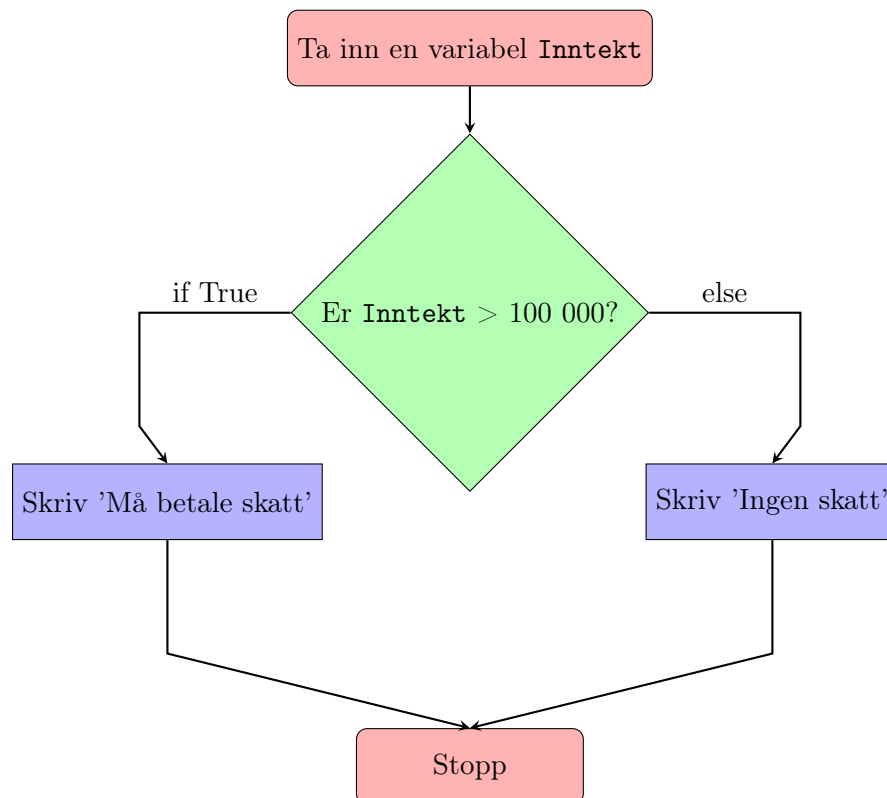 Ta inn en variabel Inntekt
if True
Er Inntekt > 100 000?
else
Skriv 'Må betale skatt'
Skriv 'Ingen skatt'
Stopp